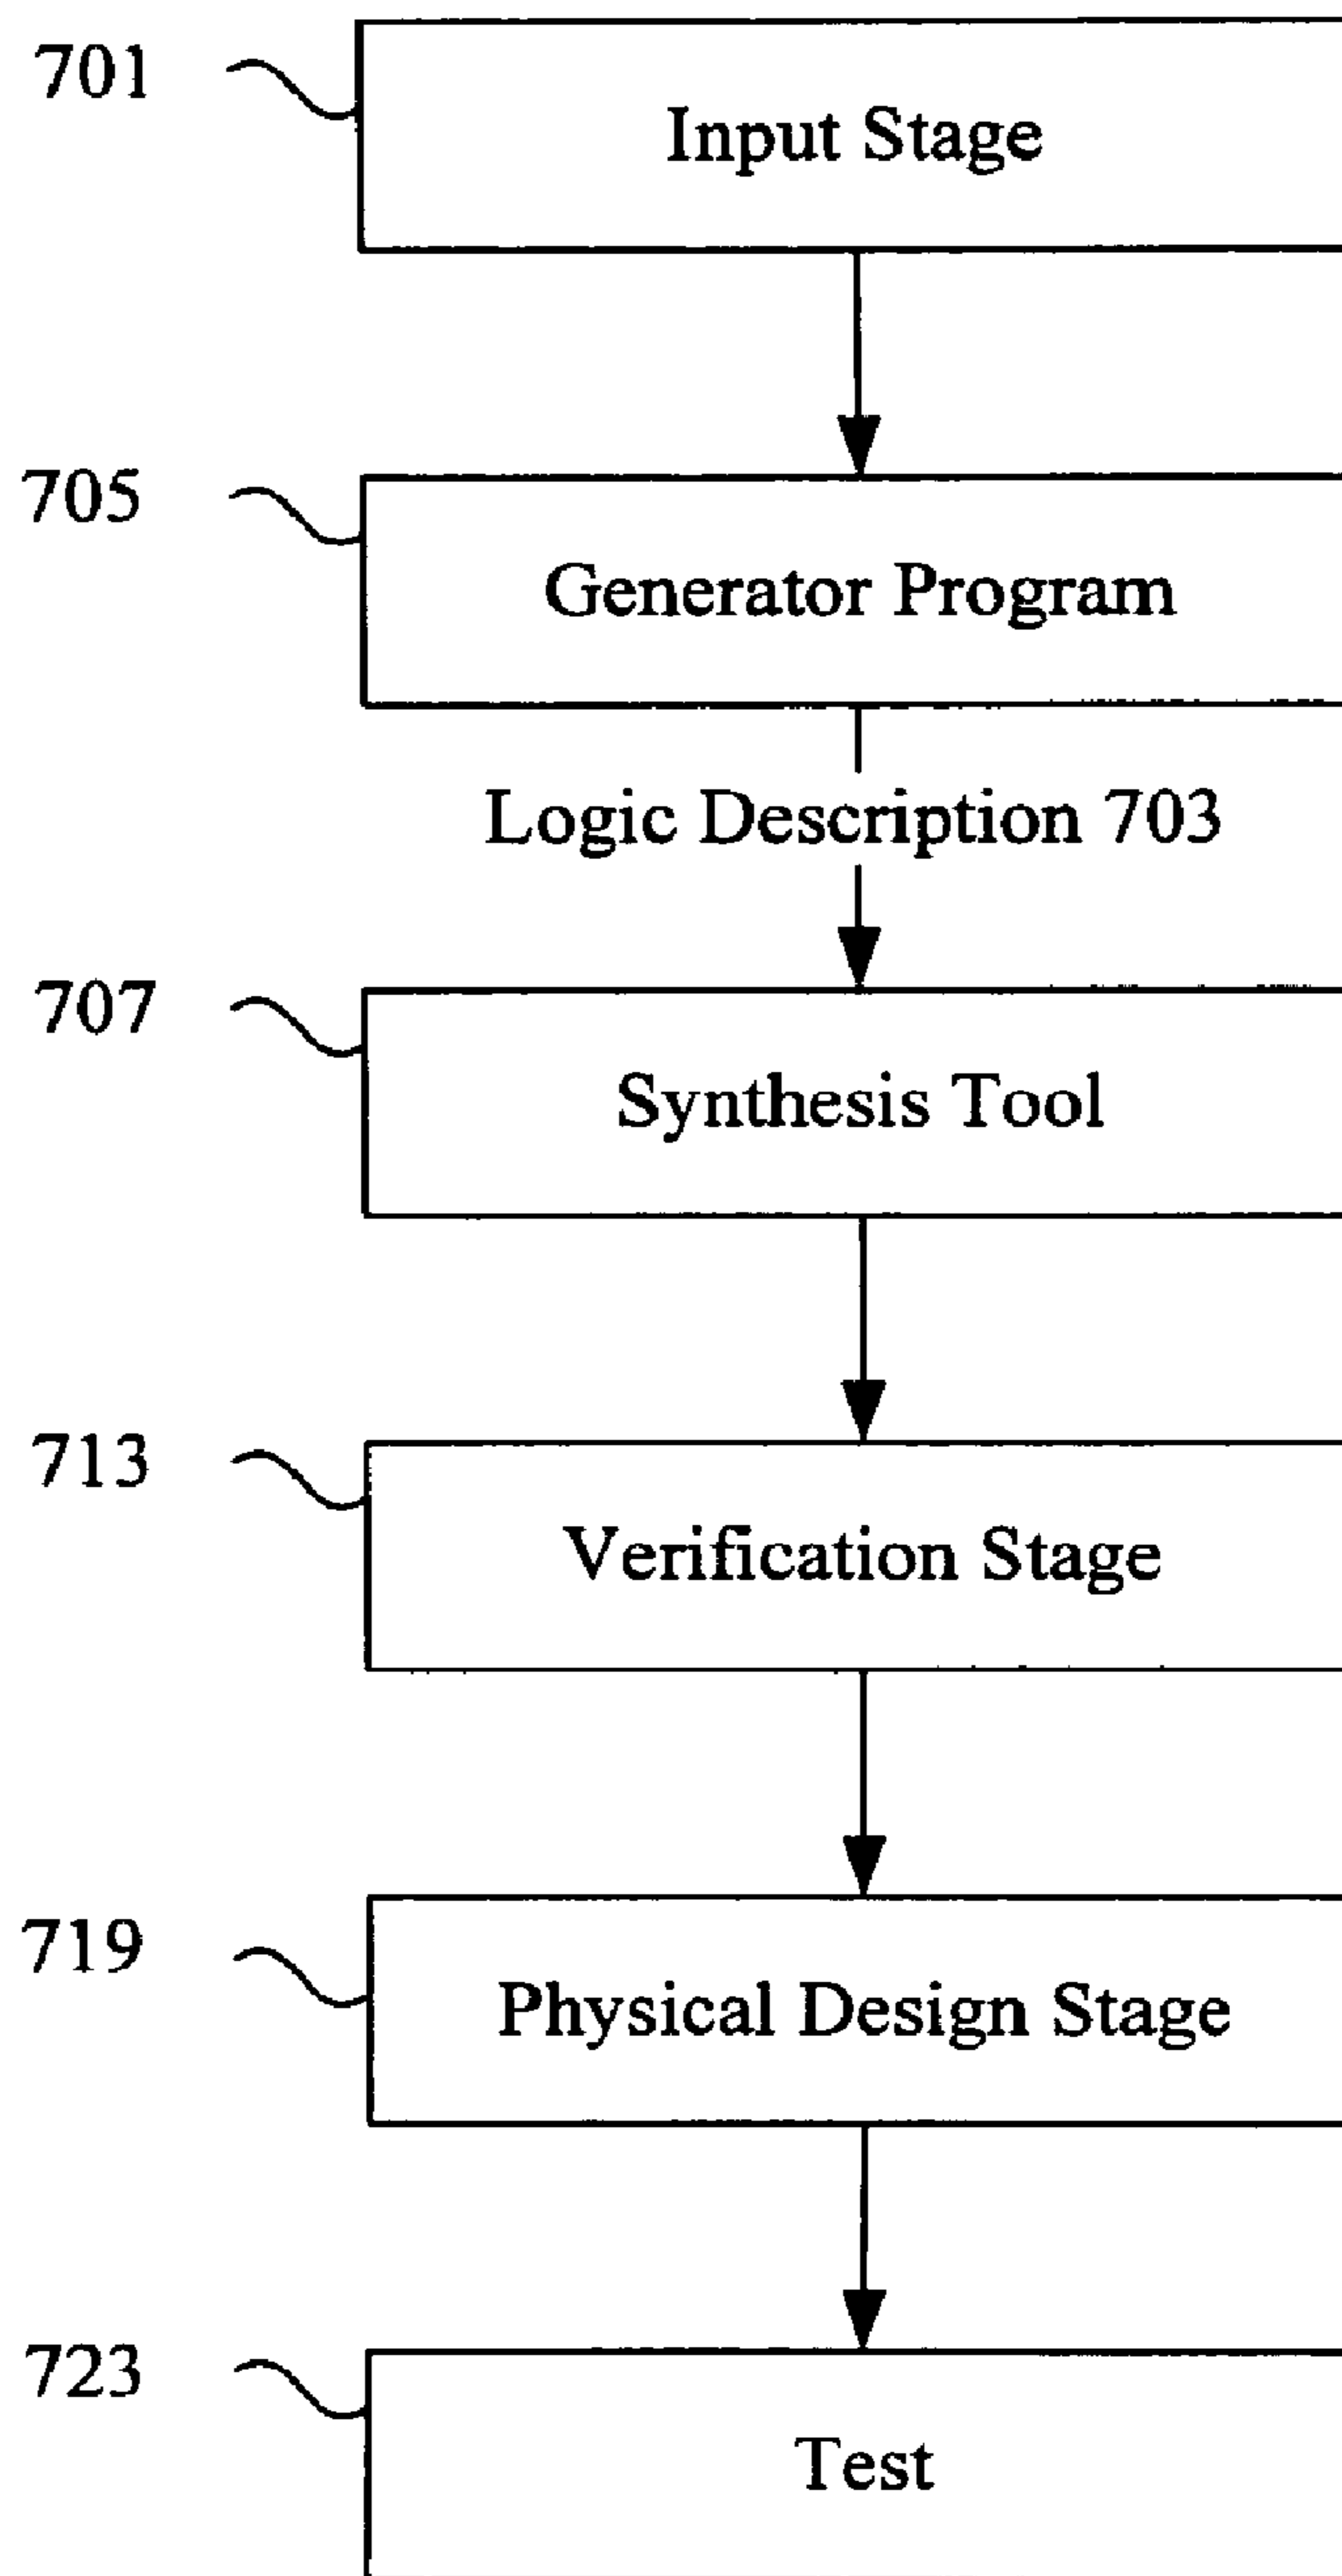 701
Input Stage
705
Generator Program
Logic Description 703
707
Synthesis Tool
713
Verification Stage
719
Physical Design Stage
723
Test